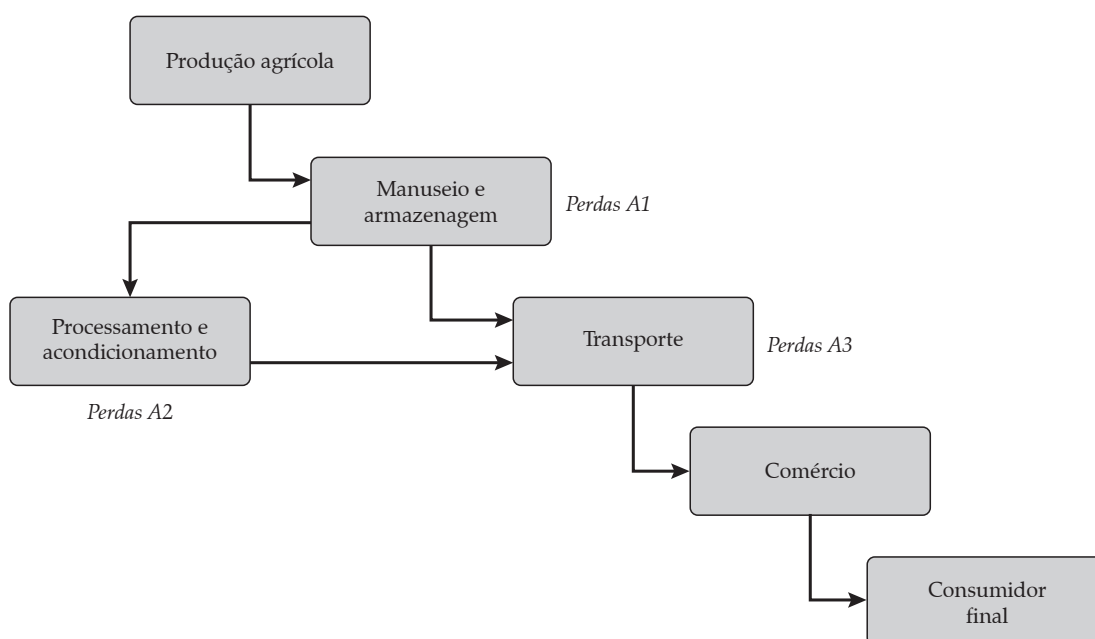 Produção agrícola
Manuseio e
armazenagem
Perdas A1
Processamento e
acondicionamento
Perdas A2
Transporte
Perdas A3
Comércio
Consumidor
final